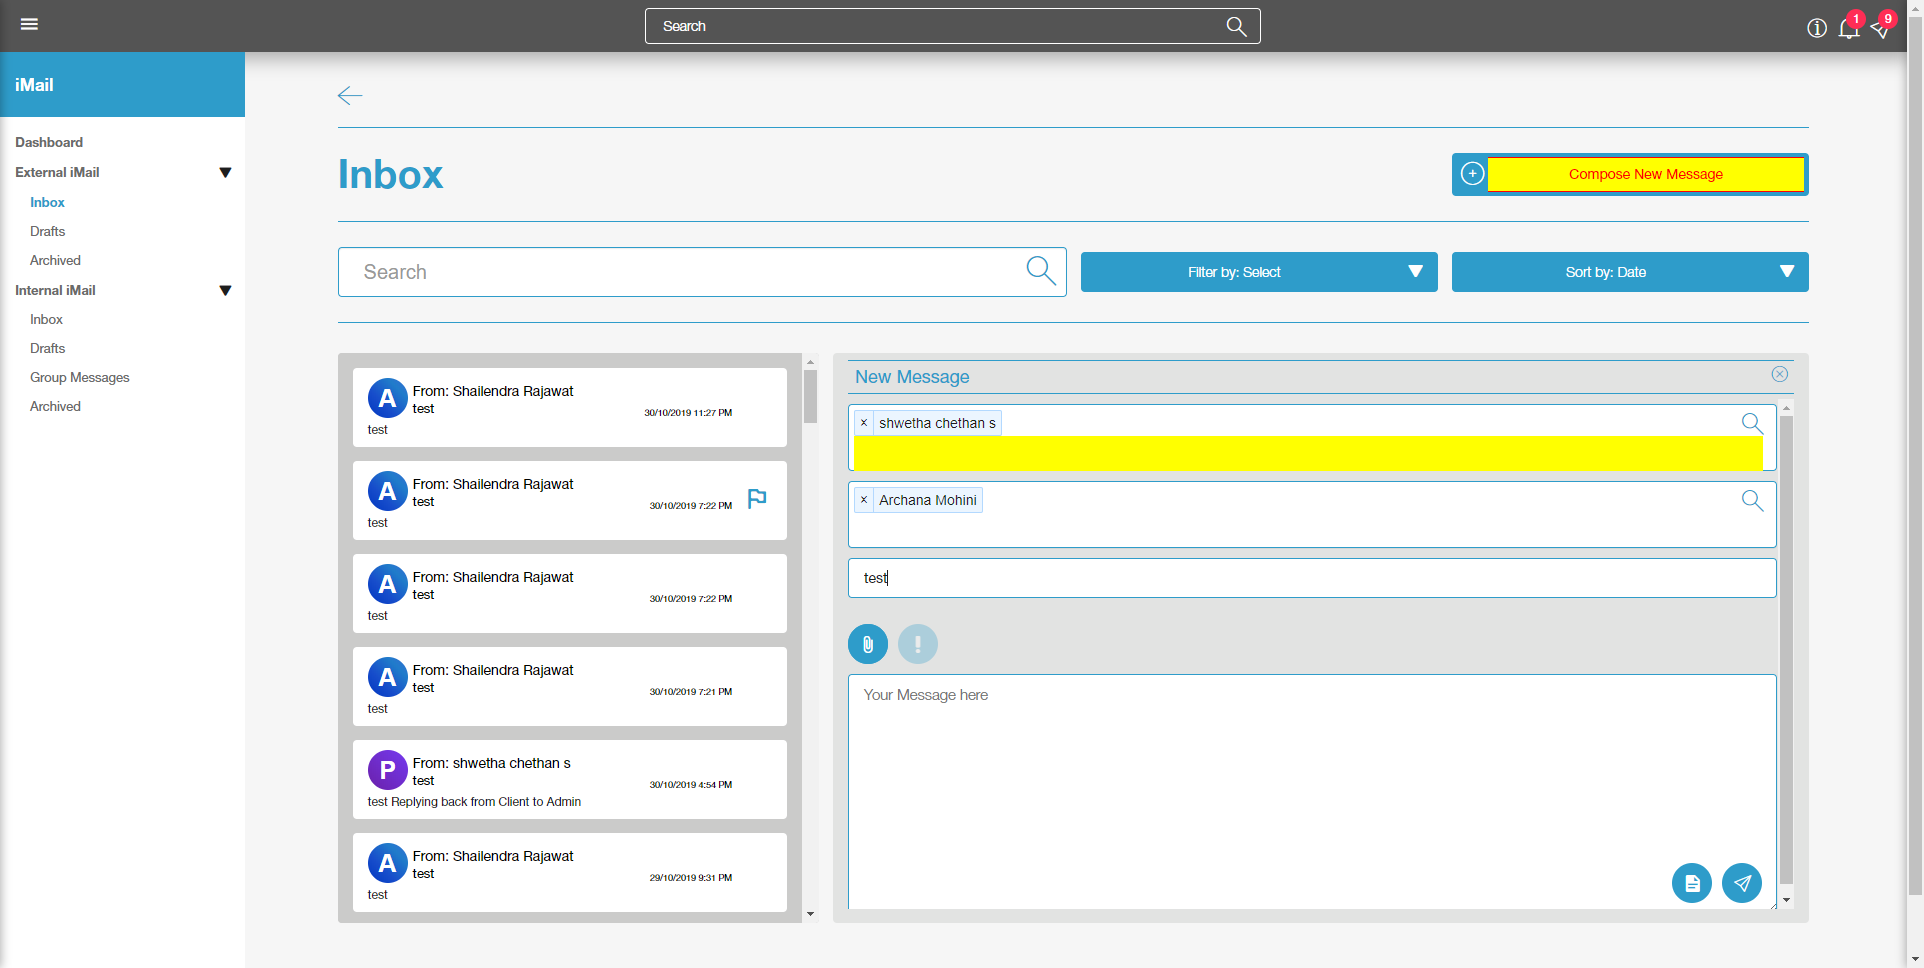 Search
1
9
iMail
Dashboard
External iMail
Inbox
Drafts
Archived
Internal iMail
Inbox
Drafts
Group Messages
Archived
Inbox
Compose New Message
Search
Filter by: Select
Sort by: Date
A
From: Shailendra Rajawat
test
30/10/2019 11:27 PM
test
A
From: Shailendra Rajawat
test
30/10/2019 7:22 PM
test
A
From: Shailendra Rajawat
test
30/10/2019 7:22 PM
test
A
From: Shailendra Rajawat
test
30/10/2019 7:21 PM
test
P
From: shwetha chethan s
test
30/10/2019 4:54 PM
test Replying back from Client to Admin
A
From: Shailendra Rajawat
test
29/10/2019 9:31 PM
test
New Message
× shwetha chethan s
× Archana Mohini
test
Your Message here